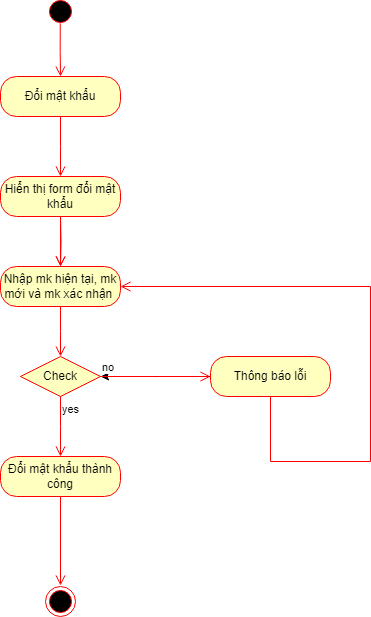 Đổi mật khẩu
Hiển thị form đổi mật
khẩu
Nhập mk hiện tại, mk
mới và mk xác nhận
Check
no
Thông báo lỗi
yes
Đổi mật khẩu thành
công